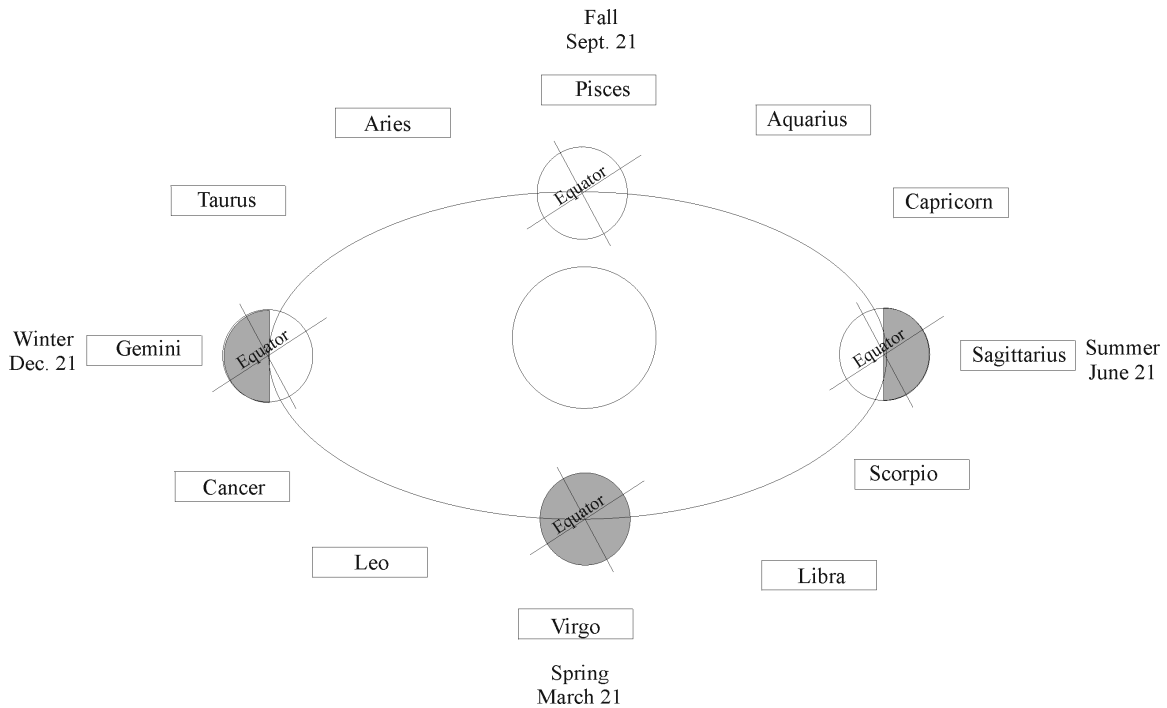 Fall
Sept. 21
Pisces
Aries
Aquarius
Equator
Taurus
Capricorn
Winter
Dec. 21
Gemini
Equator
Equator
Sagittarius
Summer
June 21
Cancer
Scorpio
Equator
Leo
Libra
Virgo
Spring
March 21